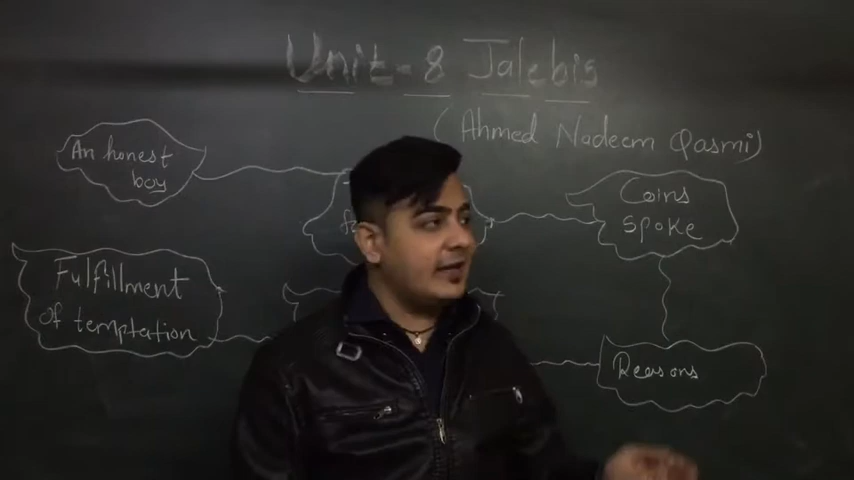 Unit - 8 Jalebis
(Ahmed Nadeem Qasmi)
An honest
boy
Coins
Spoke
Fulfillment
of temptation
Reasons